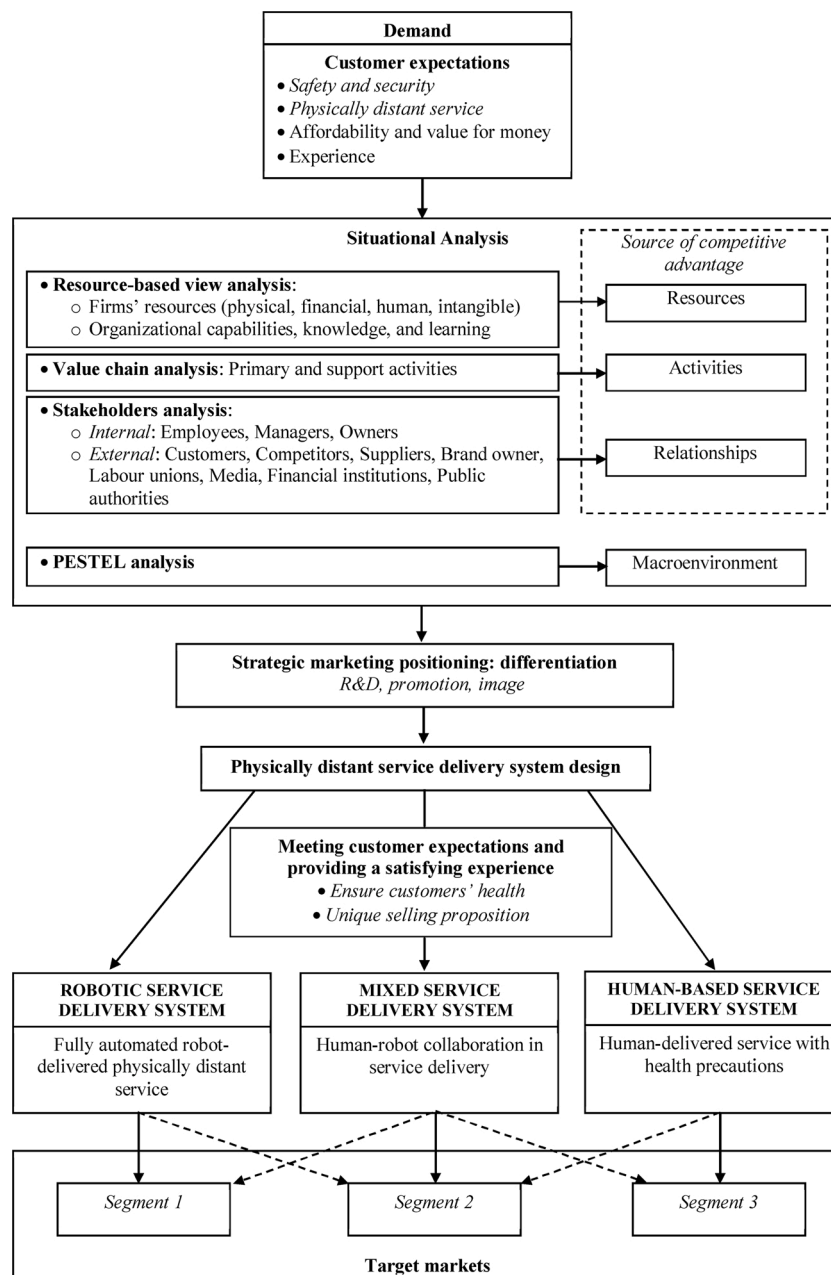 Demand
Customer expectations
• Safety and security
• Physically distant service
• Affordability and value for money
• Experience
Situational Analysis
Source of competitive
advantage
• Resource-based view analysis:
o Firms’ resources (physical, financial, human, intangible)
o Organizational capabilities, knowledge, and learning
Resources
• Value chain analysis: Primary and support activities
Activities
• Stakeholders analysis:
o Internal: Employees, Managers, Owners
o External: Customers, Competitors, Suppliers, Brand owner,
Labour unions, Media, Financial institutions, Public
authorities
Relationships
• PESTEL analysis
Macroenvironment
Strategic marketing positioning: differentiation
R&D, promotion, image
Physically distant service delivery system design
Meeting customer expectations and
providing a satisfying experience
• Ensure customers’ health
• Unique selling proposition
ROBOTIC SERVICE
DELIVERY SYSTEM
Fully automated robot-
delivered physically distant
service
MIXED SERVICE
DELIVERY SYSTEM
Human-robot collaboration in
service delivery
HUMAN-BASED SERVICE
DELIVERY SYSTEM
Human-delivered service with
health precautions
Segment 1
Segment 2
Segment 3
Target markets